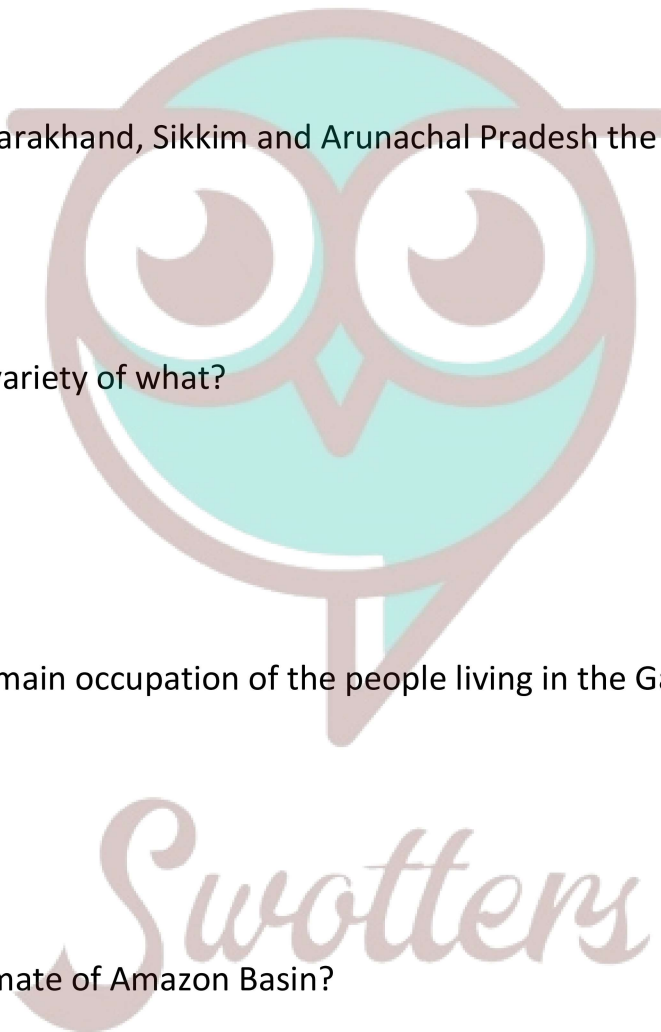 arakhand, Sikkim and Arunachal Pradesh the
variety of what?
main occupation of the people living in the Ga
mate of Amazon Basin?
Swotters